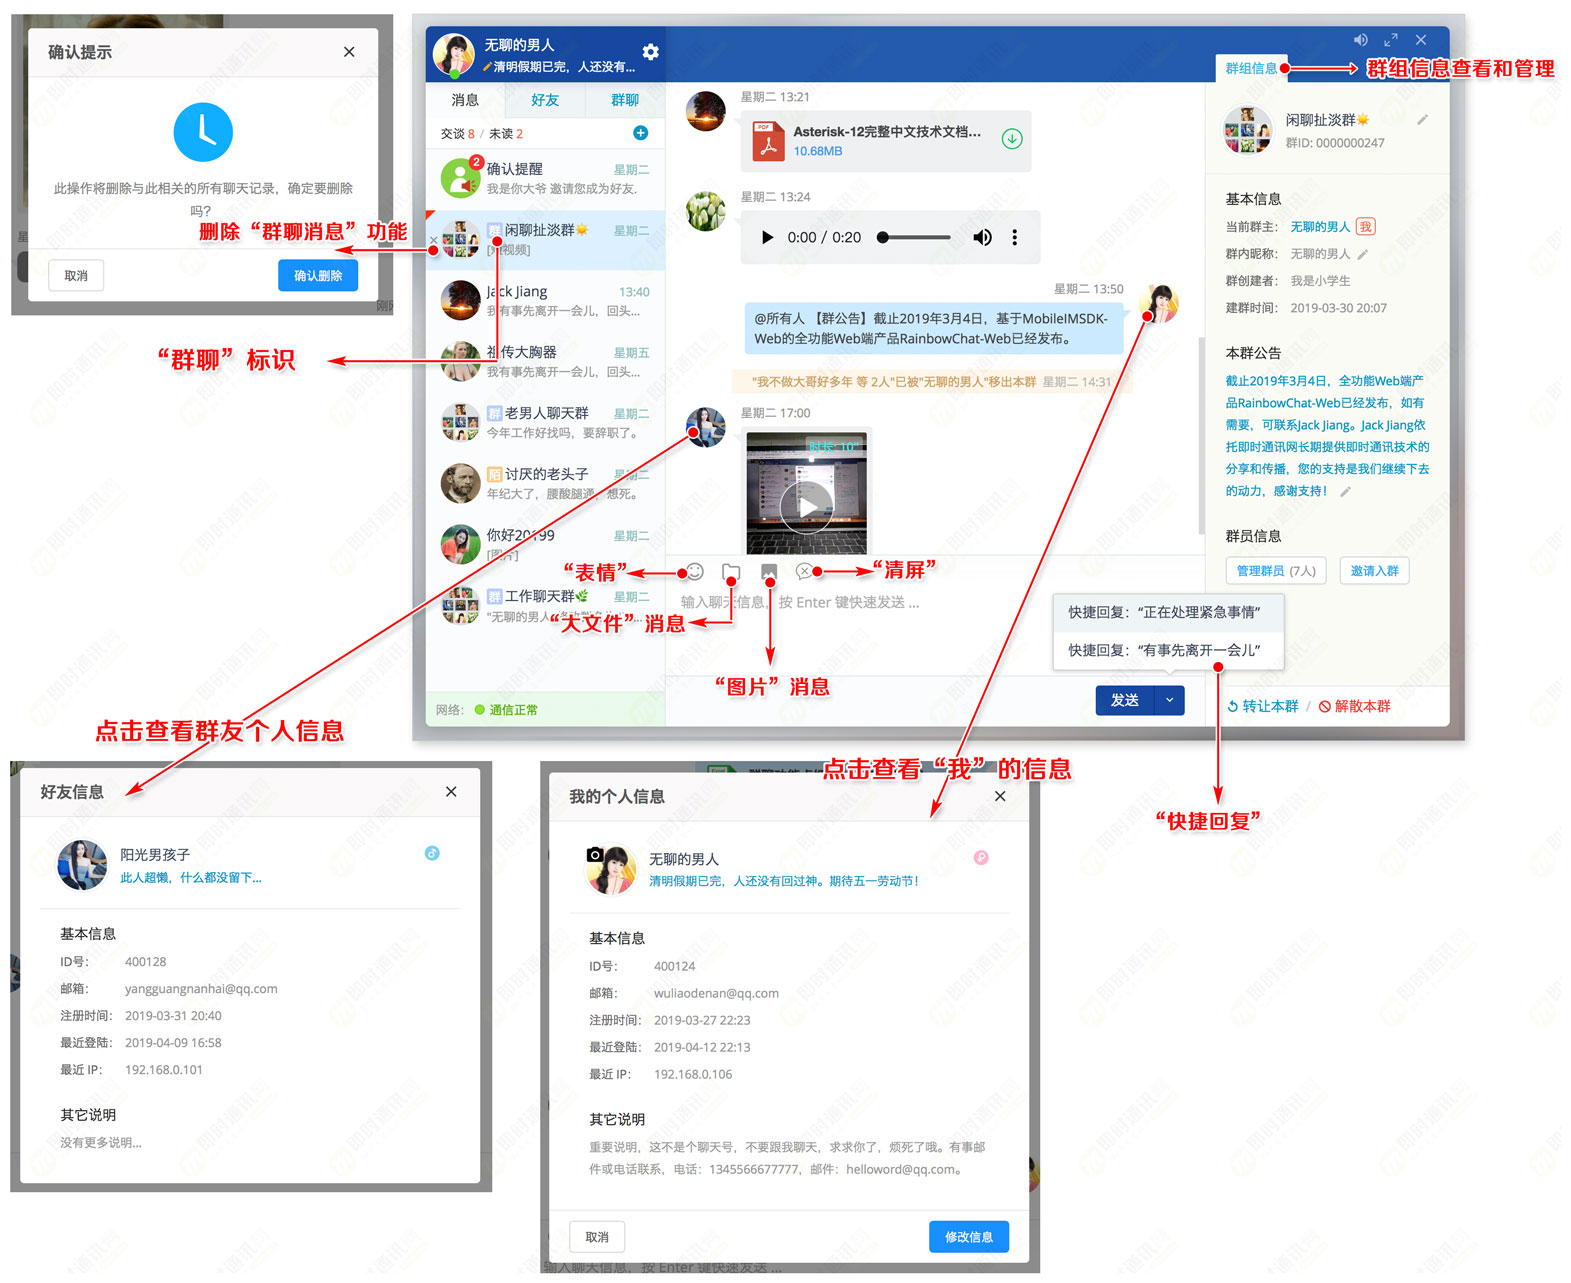 确认提示
此操作将删除与此相关的所有聊天记录，确定要删除
吗？
取消
确认删除
删除“群聊消息”功能
“群聊”标识
无聊的男人
清明假期已完，人还没有...
消息
好友
群聊
交谈 8 / 未读 2
2
确认提醒
星期二
我是你大爷 邀请您成为好友.
群 闲聊扯淡群
星期二
[短视频]
Jack Jiang
13:40
我有事先离开一会儿，回头...
祖传大胸器
星期五
我有事先离开一会儿，回头...
群 老男人聊天群
星期二
今年工作好找吗，要辞职了。
陌 讨厌的老头子
星期二
年纪大了，腰酸腿通，想死。
你好20199
星期二
[图片]
群 工作聊天群
星期二
"无聊的男人
网络： 通信正常
星期二 13:21
Asterisk-12完整中文技术文档...
PDF
10.68MB
星期二 13:24
0:00 / 0:20
星期二 13:50
@所有人 【群公告】截止2019年3月4日，基于MobileIMSDK-
Web的全功能Web端产品RainbowChat-Web已经发布。
"我不做大哥好多年 等 2人"已被"无聊的男人"移出本群 星期二 14:31
星期二 17:00
时长: 10"
“表情”
“清屏”
输入聊天信息，按 Enter 键快速发送 ...
“大文件”消息
“图片”消息
快捷回复：“正在处理紧急事情”
快捷回复：“有事先离开一会儿”
发送
群组信息
群组信息查看和管理
闲聊扯淡群
群ID: 0000000247
基本信息
当前群主： 无聊的男人 我
群内昵称： 无聊的男人
群创建者： 我是小学生
建群时间： 2019-03-30 20:07
本群公告
截止2019年3月4日，全功能Web端产
品RainbowChat-Web已经发布，如有
需要，可联系Jack Jiang。Jack Jiang依
托即时通讯网长期提供即时通讯技术的
分享和传播，您的支持是我们继续下去
的动力，感谢支持！
群员信息
管理群员 (7人)
邀请入群
转让本群 / 解散本群
“快捷回复”
点击查看群友个人信息
好友信息
阳光男孩子
此人超懒，什么都没留下...
基本信息
ID号： 400128
邮箱： yangguangnanhai@qq.com
注册时间： 2019-03-31 20:40
最近登陆： 2019-04-09 16:58
最近 IP： 192.168.0.101
其它说明
没有更多说明...
点击查看“我”的信息
我的个人信息
无聊的男人
清明假期已完，人还没有回过神。期待五一劳动节！
基本信息
ID号： 400124
邮箱： wuliaodenan@qq.com
注册时间： 2019-03-27 22:23
最近登陆： 2019-04-12 22:13
最近 IP： 192.168.0.106
其它说明
重要说明，这不是个聊天号，不要跟我聊天，求求你了，烦死了哦。有事邮
件或电话联系，电话：1345566677777，邮件：helloword@qq.com。
取消
修改信息
输入聊天信息，按 Enter 键快速发送 ...